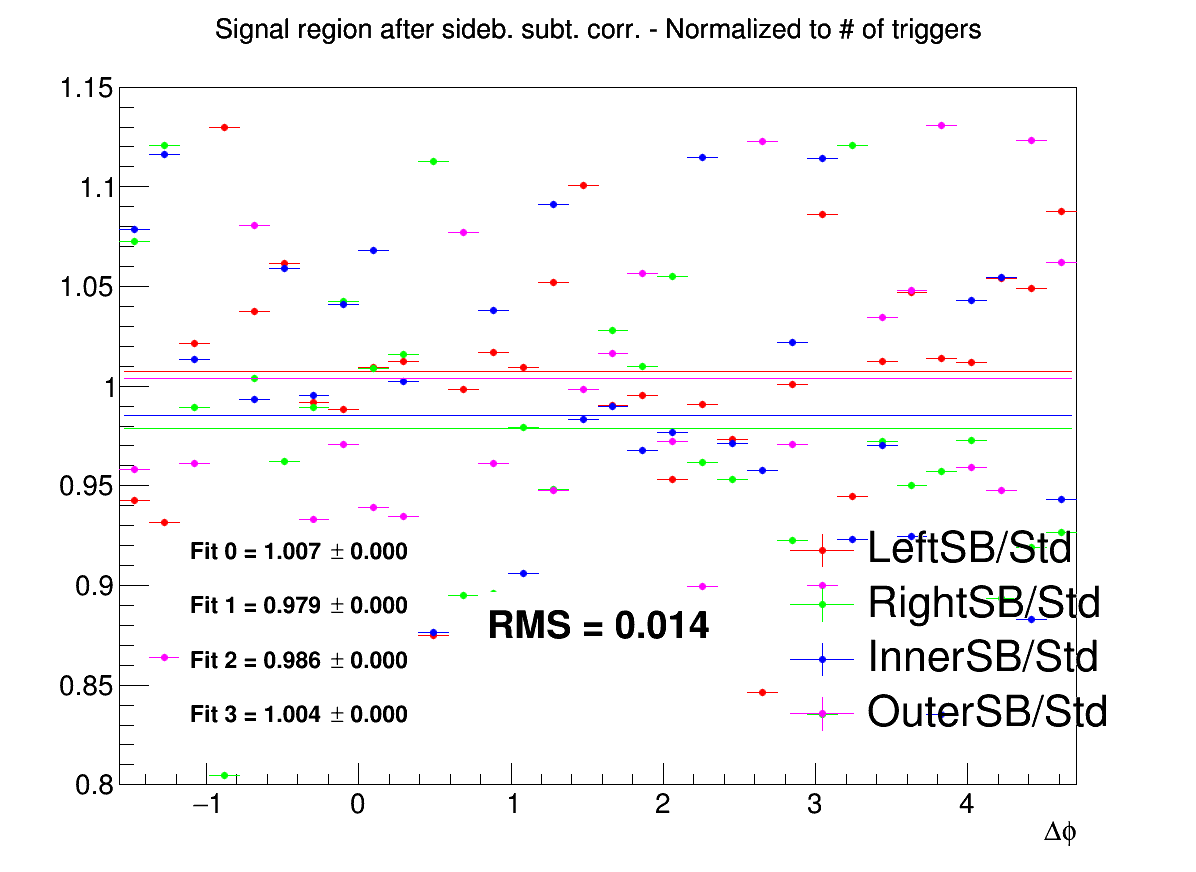 Signal region after sideb. subt. corr. - Normalized to # of triggers
1.15
1.1
1.05
1
0.95
0.9
0.85
0.8
Fit 0 = 1.007 ± 0.000
Fit 1 = 0.979 ± 0.000
Fit 2 = 0.986 ± 0.000
Fit 3 = 1.004 ± 0.000
RMS = 0.014
LeftSB/Std
RightSB/Std
InnerSB/Std
OuterSB/Std
−1 0 1 2 3 4
Δϕ